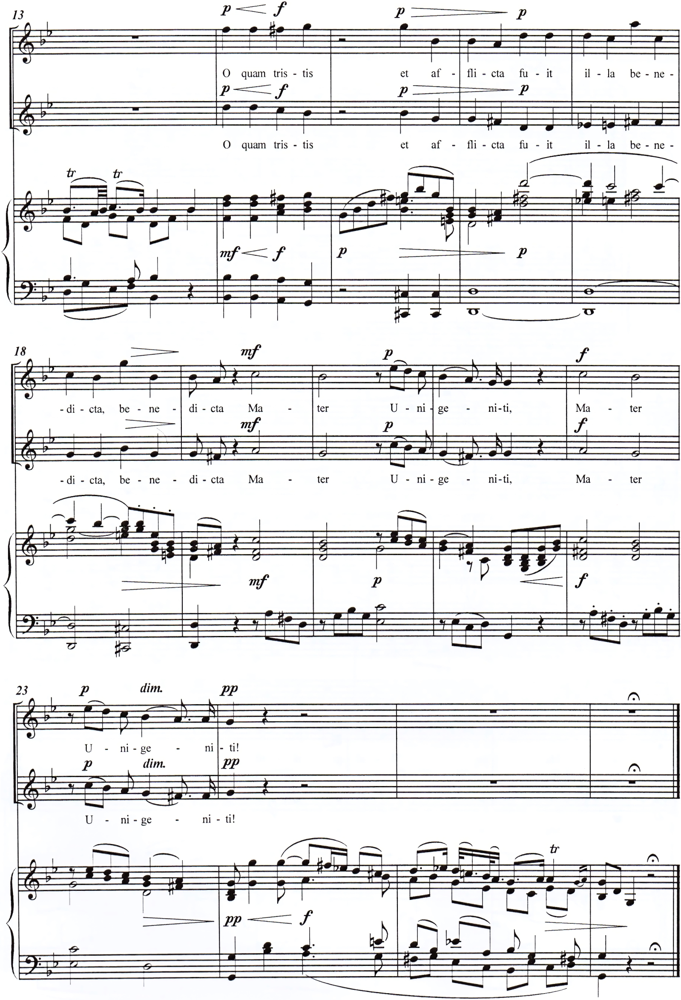 13
p f p p
O quam tris - tis et af - fli - cta fu - it il - la be - ne -
p f p p
O quam tris - tis et af - fli - cta fu - it il - la be - ne -
tr tr
mf f p p
18
mf p f
- di - cta, be - ne - di - cta Ma - ter U - ni - ge - ni - ti, Ma - ter
mf p f
- di - cta, be - ne - di - cta Ma - ter U - ni - ge - ni - ti, Ma - ter
mf p f
23
p dim. pp
U - ni - ge - ni - ti!
p dim. pp
U - ni - ge - ni - ti!
tr
pp f